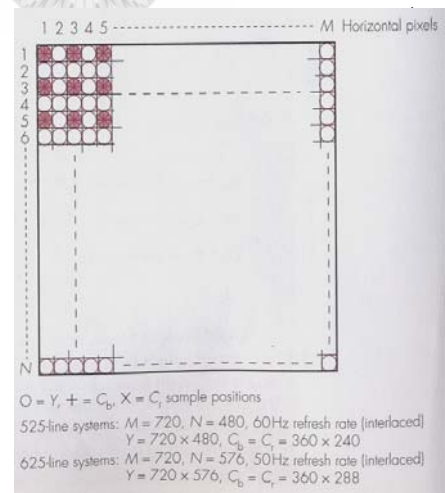 1 2 3 4 5 M Horizontal pixels
1
2
3
4
5
6
N
O = Y, + = Cb, X = Cr sample positions
525-line systems: M = 720, N = 480, 60Hz refresh rate (interlaced)
Y = 720 × 480, Cb = Cr = 360 × 240
625-line systems: M = 720, N = 576, 50Hz refresh rate (interlaced)
Y = 720 × 576, Cb = Cr = 360 × 288